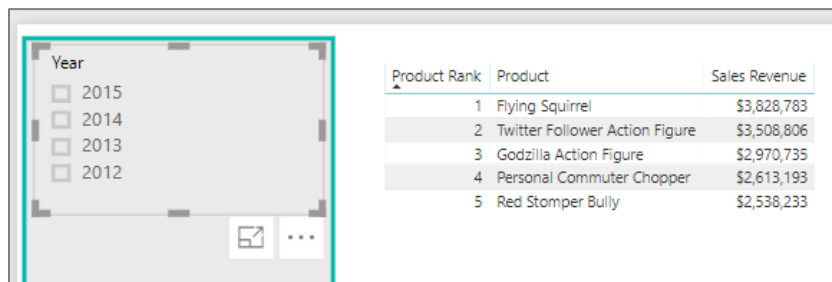 Year
2015
2014
2013
2012
Product Rank Product Sales Revenue
1 Flying Squirrel $3,828,783
2 Twitter Follower Action Figure $3,508,806
3 Godzilla Action Figure $2,970,735
4 Personal Commuter Chopper $2,613,193
5 Red Stomper Bully $2,538,233